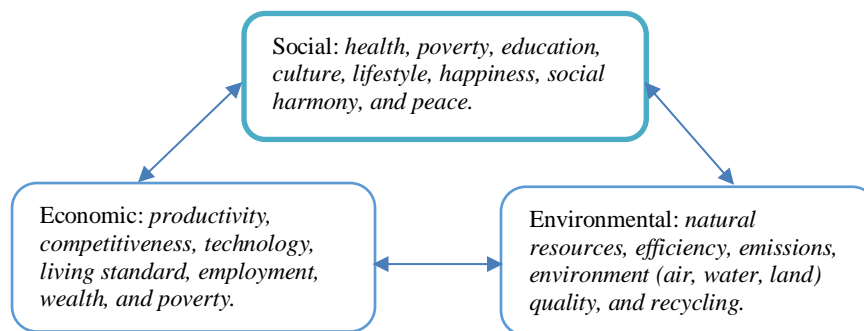 Social: health, poverty, education,
culture, lifestyle, happiness, social
harmony, and peace.
Economic: productivity,
competitiveness, technology,
living standard, employment,
wealth, and poverty.
Environmental: natural
resources, efficiency, emissions,
environment (air, water, land)
quality, and recycling.